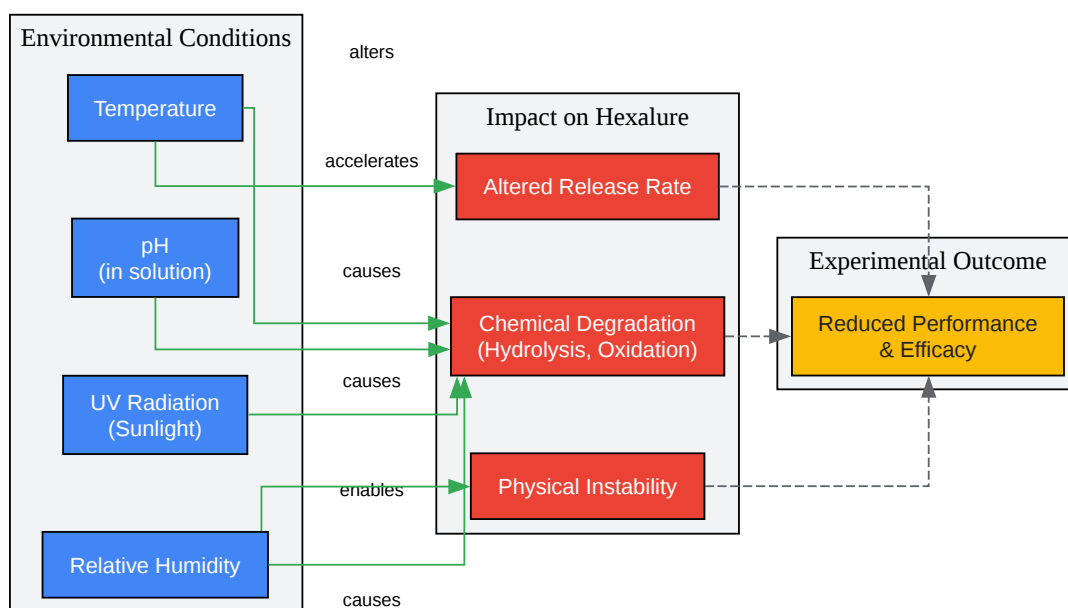 Environmental Conditions
alters
Temperature
Impact on Hexalure
accelerates
Altered Release Rate
pH
(in solution)
Experimental Outcome
causes
Chemical Degradation
(Hydrolysis, Oxidation)
Reduced Performance
& Efficacy
causes
UV Radiation
(Sunlight)
Physical Instability
enables
Relative Humidity
causes